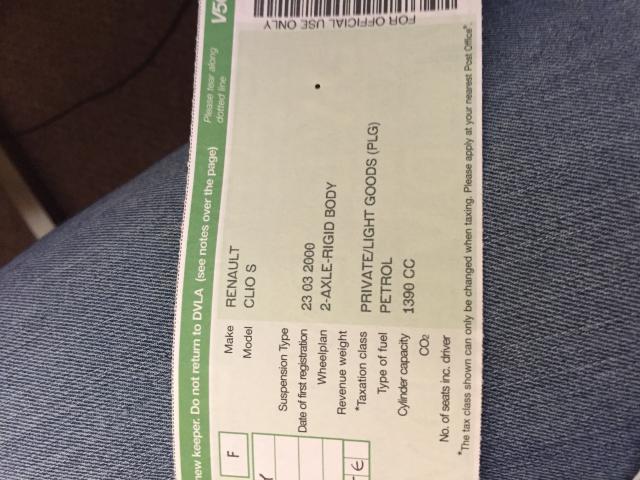 new keeper. Do not return to DVLA (see notes over the page)
Please tear along
dotted line
F
Make RENAULT
Model CLIO S
Suspension Type
Date of first registration 23 03 2000
Wheelplan 2-AXLE-RIGID BODY
Revenue weight
*Taxation class PRIVATE/LIGHT GOODS (PLG)
Type of fuel PETROL
Cylinder capacity 1390 CC
CO2
No. of seats inc. driver
*The tax class shown can only be changed when taxing. Please apply at your nearest Post Office*.
FOR OFFICIAL USE ONLY